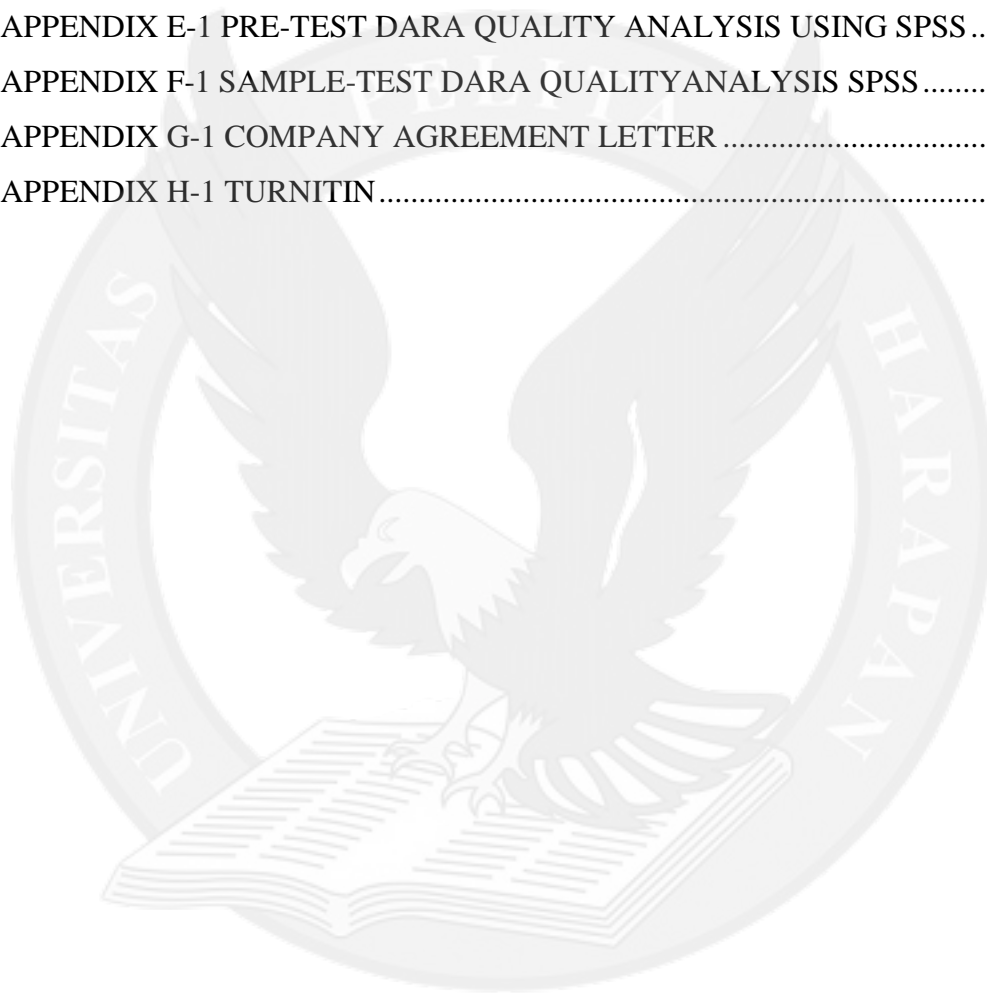 APPENDIX E-1 PRE-TEST DARA QUALITY ANALYSIS USING SPSS..
APPENDIX F-1 SAMPLE-TEST DARA QUALITYANALYSIS SPSS........
APPENDIX G-1 COMPANY AGREEMENT LETTER.................................
APPENDIX H-1 TURNITIN............................................................................
UNIVERSITAS PELITA HARAPAN